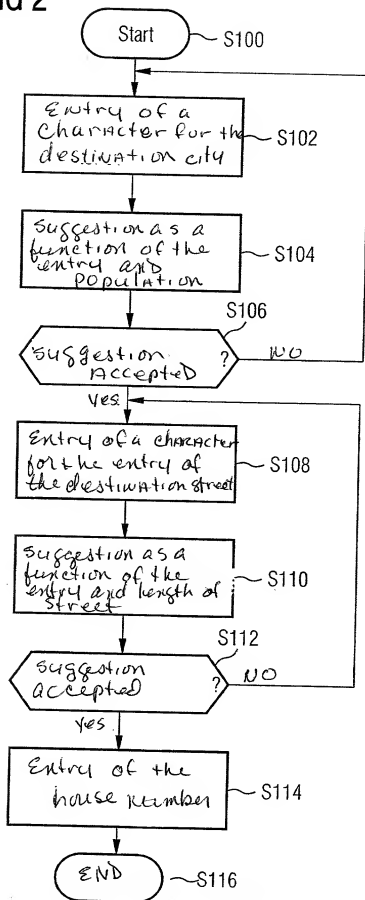 Start
S100
Entry of a
character for the
destination city
S102
Suggestion as a
function of the
entry and
population
S104
S106
Suggestion
Accepted
?
NO
yes
Entry of a character
for the entry of
the destination street
S108
Suggestion as a
function of the
entry and length of
street
S110
S112
Suggestion
accepted
?
NO
yes
Entry of the
house number
S114
END
S116